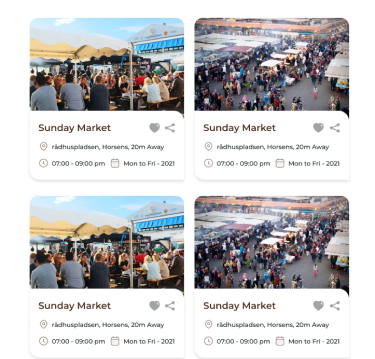 Sunday Market
rådhuspladsen, Horsens, 20m Away
07:00 - 09:00 pm Mon to Fri - 2021
Sunday Market
rådhuspladsen, Horsens, 20m Away
07:00 - 09:00 pm Mon to Fri - 2021
Sunday Market
rådhuspladsen, Horsens, 20m Away
07:00 - 09:00 pm Mon to Fri - 2021
Sunday Market
rådhuspladsen, Horsens, 20m Away
07:00 - 09:00 pm Mon to Fri - 2021